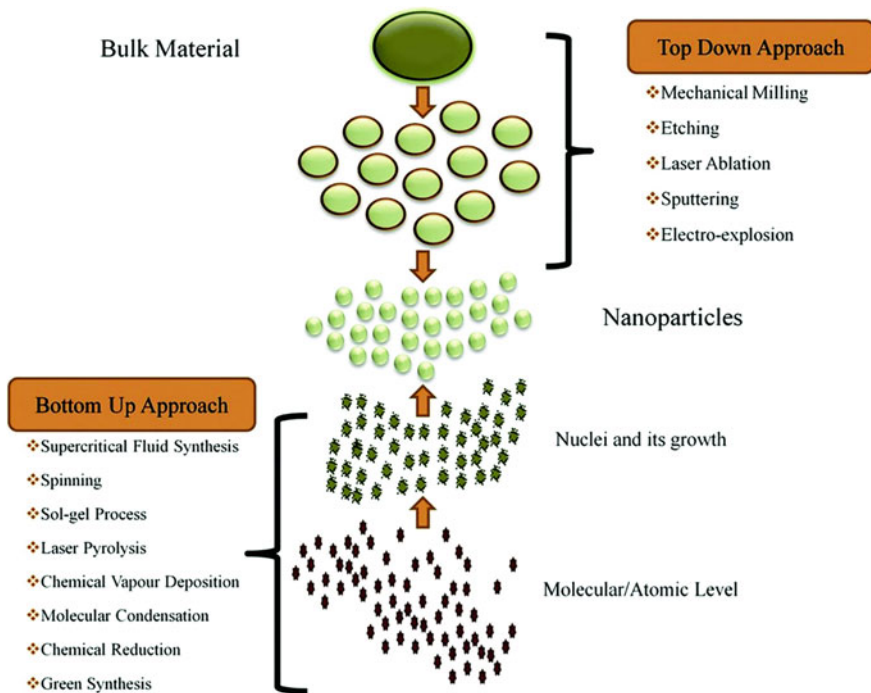 Bulk Material
Top Down Approach
❖Mechanical Milling
❖Etching
❖Laser Ablation
❖Sputtering
❖Electro-explosion
Nanoparticles
Bottom Up Approach
❖Supercritical Fluid Synthesis
❖Spinning
❖Sol-gel Process
❖Laser Pyrolysis
❖Chemical Vapour Deposition
❖Molecular Condensation
❖Chemical Reduction
❖Green Synthesis
Nuclei and its growth
Molecular/Atomic Level